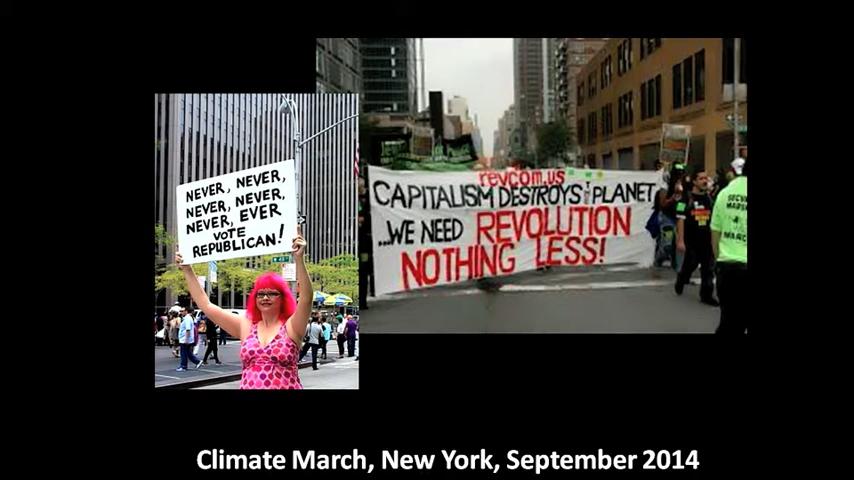 NEVER, NEVER,
NEVER, NEVER,
NEVER, EVER
VOTE
REPUBLICAN!
revcom.us
CAPITALISM DESTROYS PLANET
...WE NEED REVOLUTION
NOTHING LESS!
Climate March, New York, September 2014